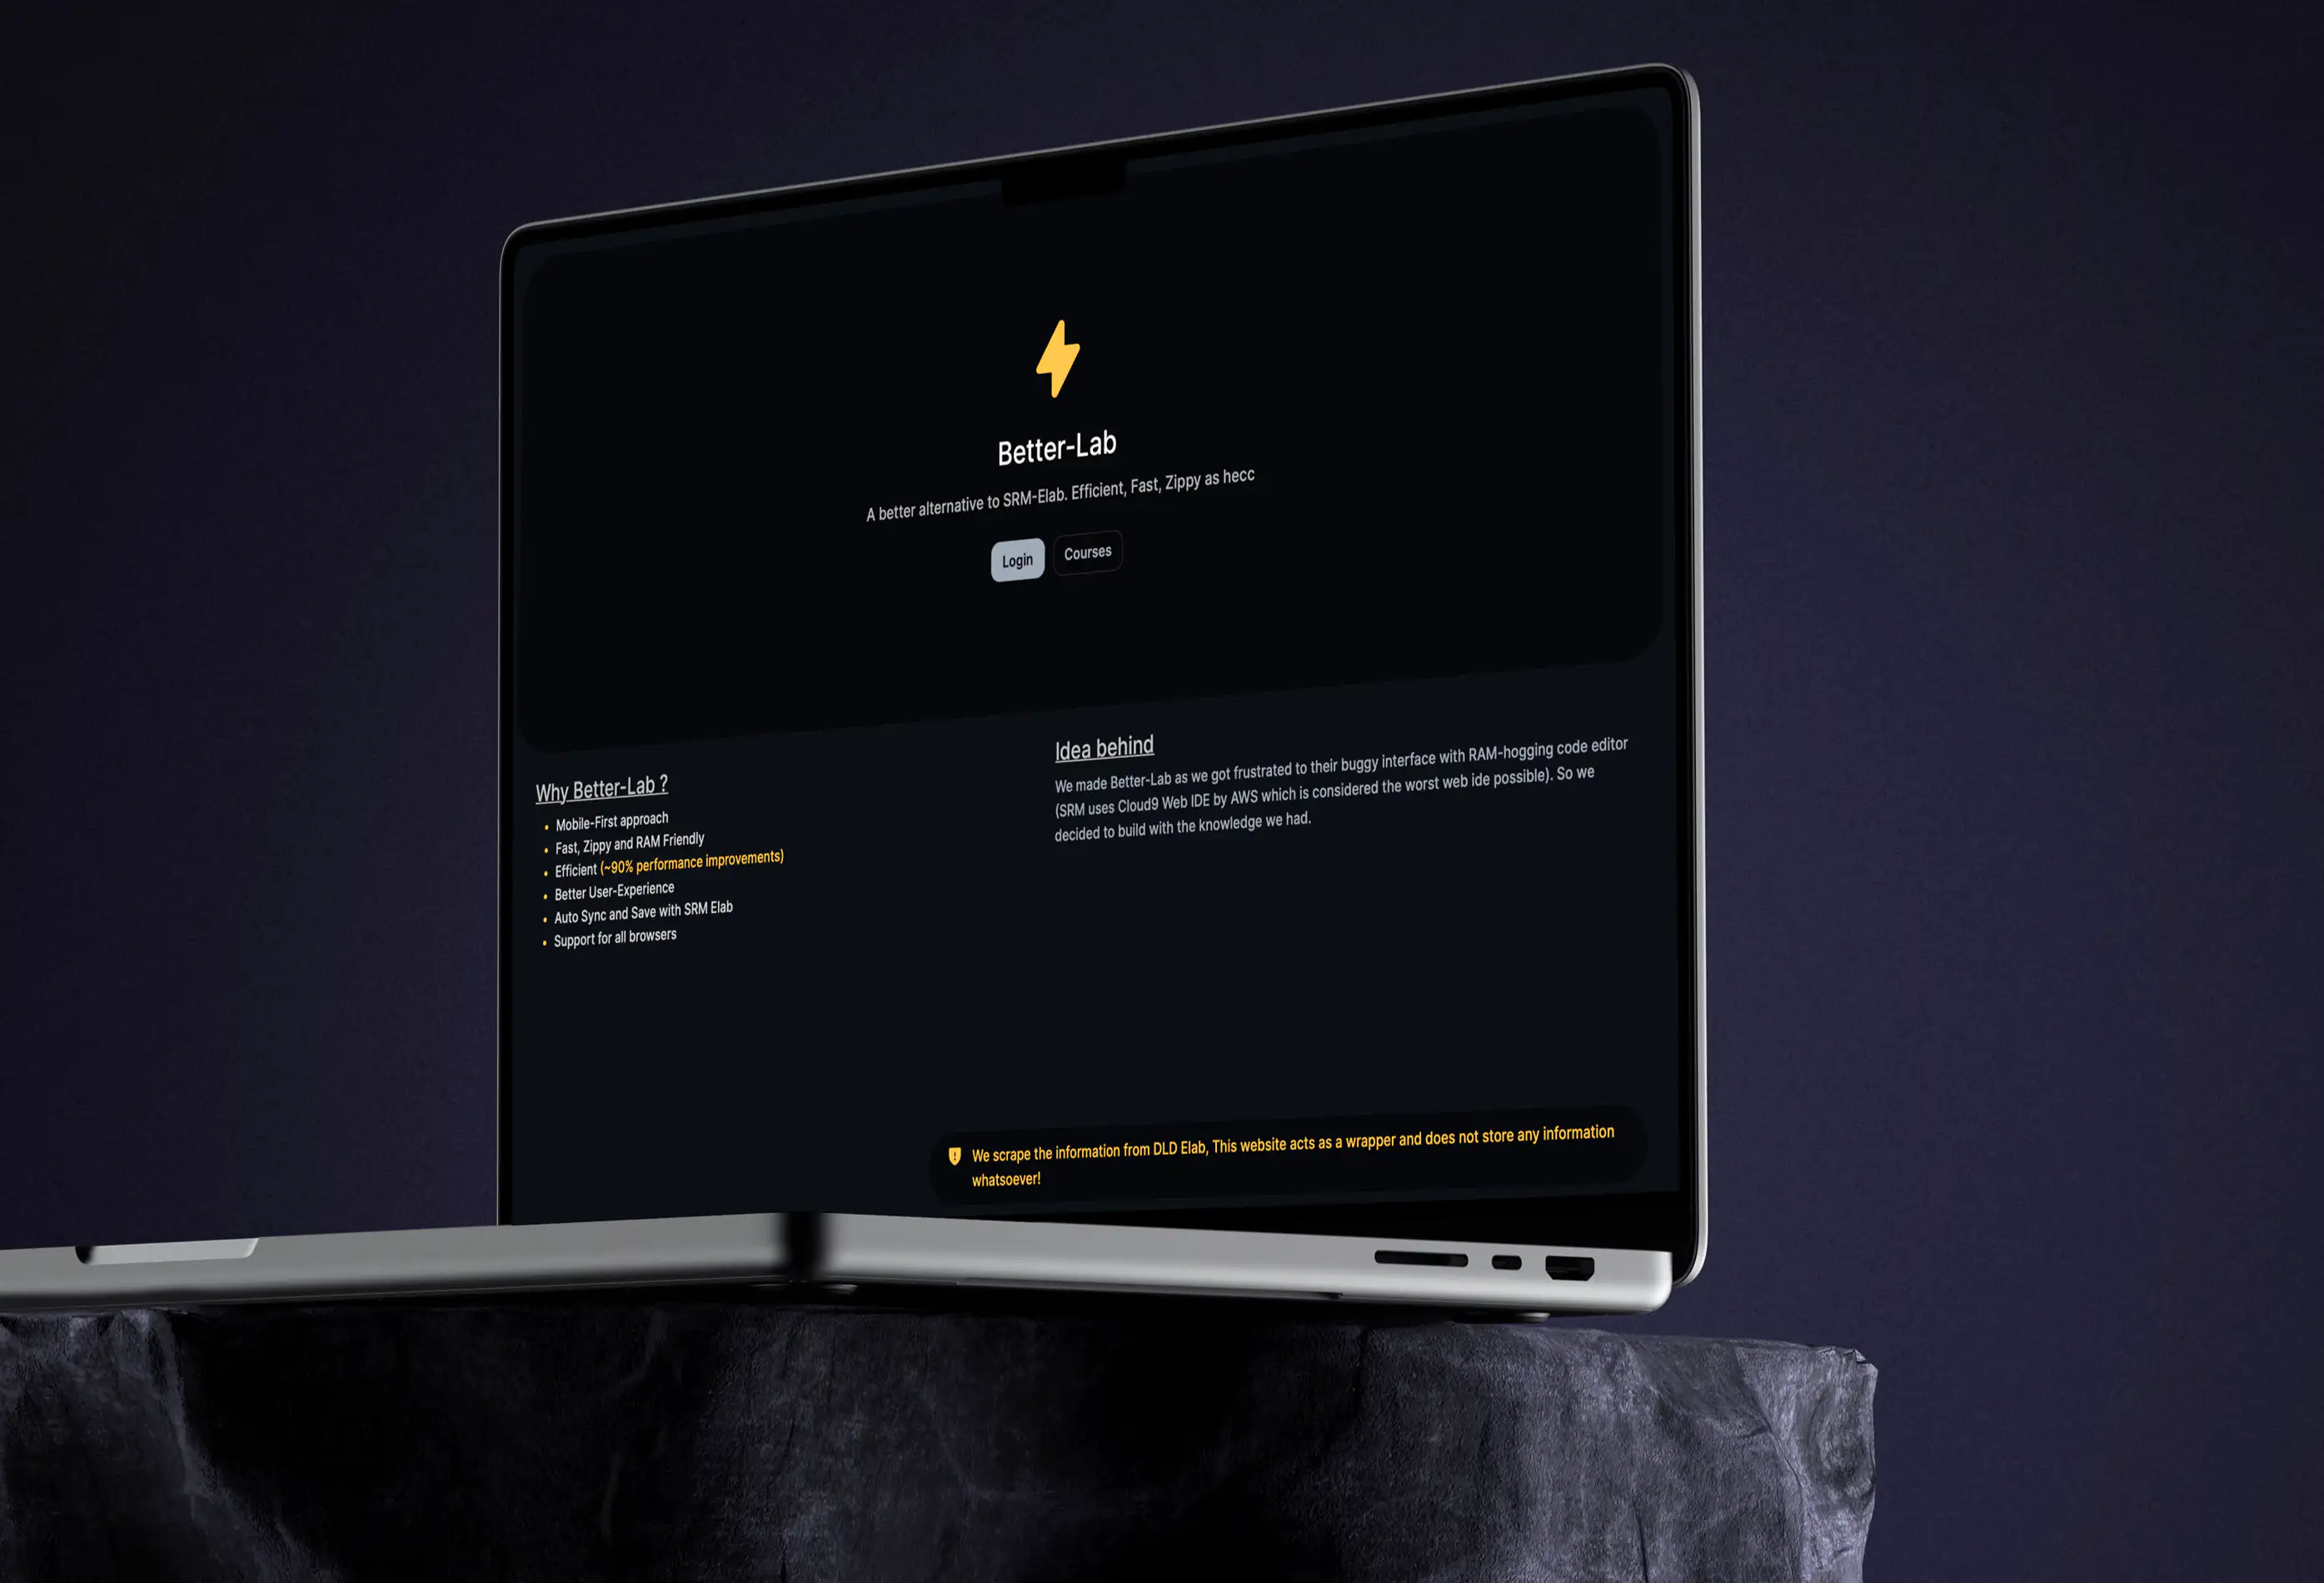 Better-Lab
A better alternative to SRM-Elab. Efficient, Fast, Zippy as hecc
Login
Courses
Why Better-Lab ?
Mobile-First approach
Fast, Zippy and RAM Friendly
Efficient (~90% performance improvements)
Better User-Experience
Auto Sync and Save with SRM Elab
Support for all browsers
Idea behind
We made Better-Lab as we got frustrated to their buggy interface with RAM-hogging code editor
(SRM uses Cloud9 Web IDE by AWS which is considered the worst web ide possible). So we
decided to build with the knowledge we had.
We scrape the information from DLD Elab, This website acts as a wrapper and does not store any information
whatsoever!